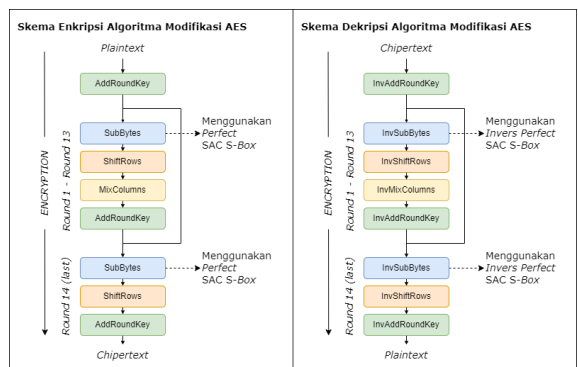 Skema Enkripsi Algoritma Modifikasi AES
Plaintext
AddRoundKey
ENCRYPTION
Round 1 - Round 13
SubBytes
Menggunakan
Perfect
SAC S-Box
ShiftRows
MixColumns
AddRoundKey
Round 14 (last)
SubBytes
Menggunakan
Perfect
SAC S-Box
ShiftRows
AddRoundKey
Chipertext
Skema Dekripsi Algoritma Modifikasi AES
Chipertext
InvAddRoundKey
ENCRYPTION
Round 1 - Round 13
InvSubBytes
Menggunakan
Invers Perfect
SAC S-Box
InvShiftRows
InvMixColumns
InvAddRoundKey
Round 14 (last)
InvSubBytes
Menggunakan
Invers Perfect
SAC S-Box
InvShiftRows
InvAddRoundKey
Plaintext